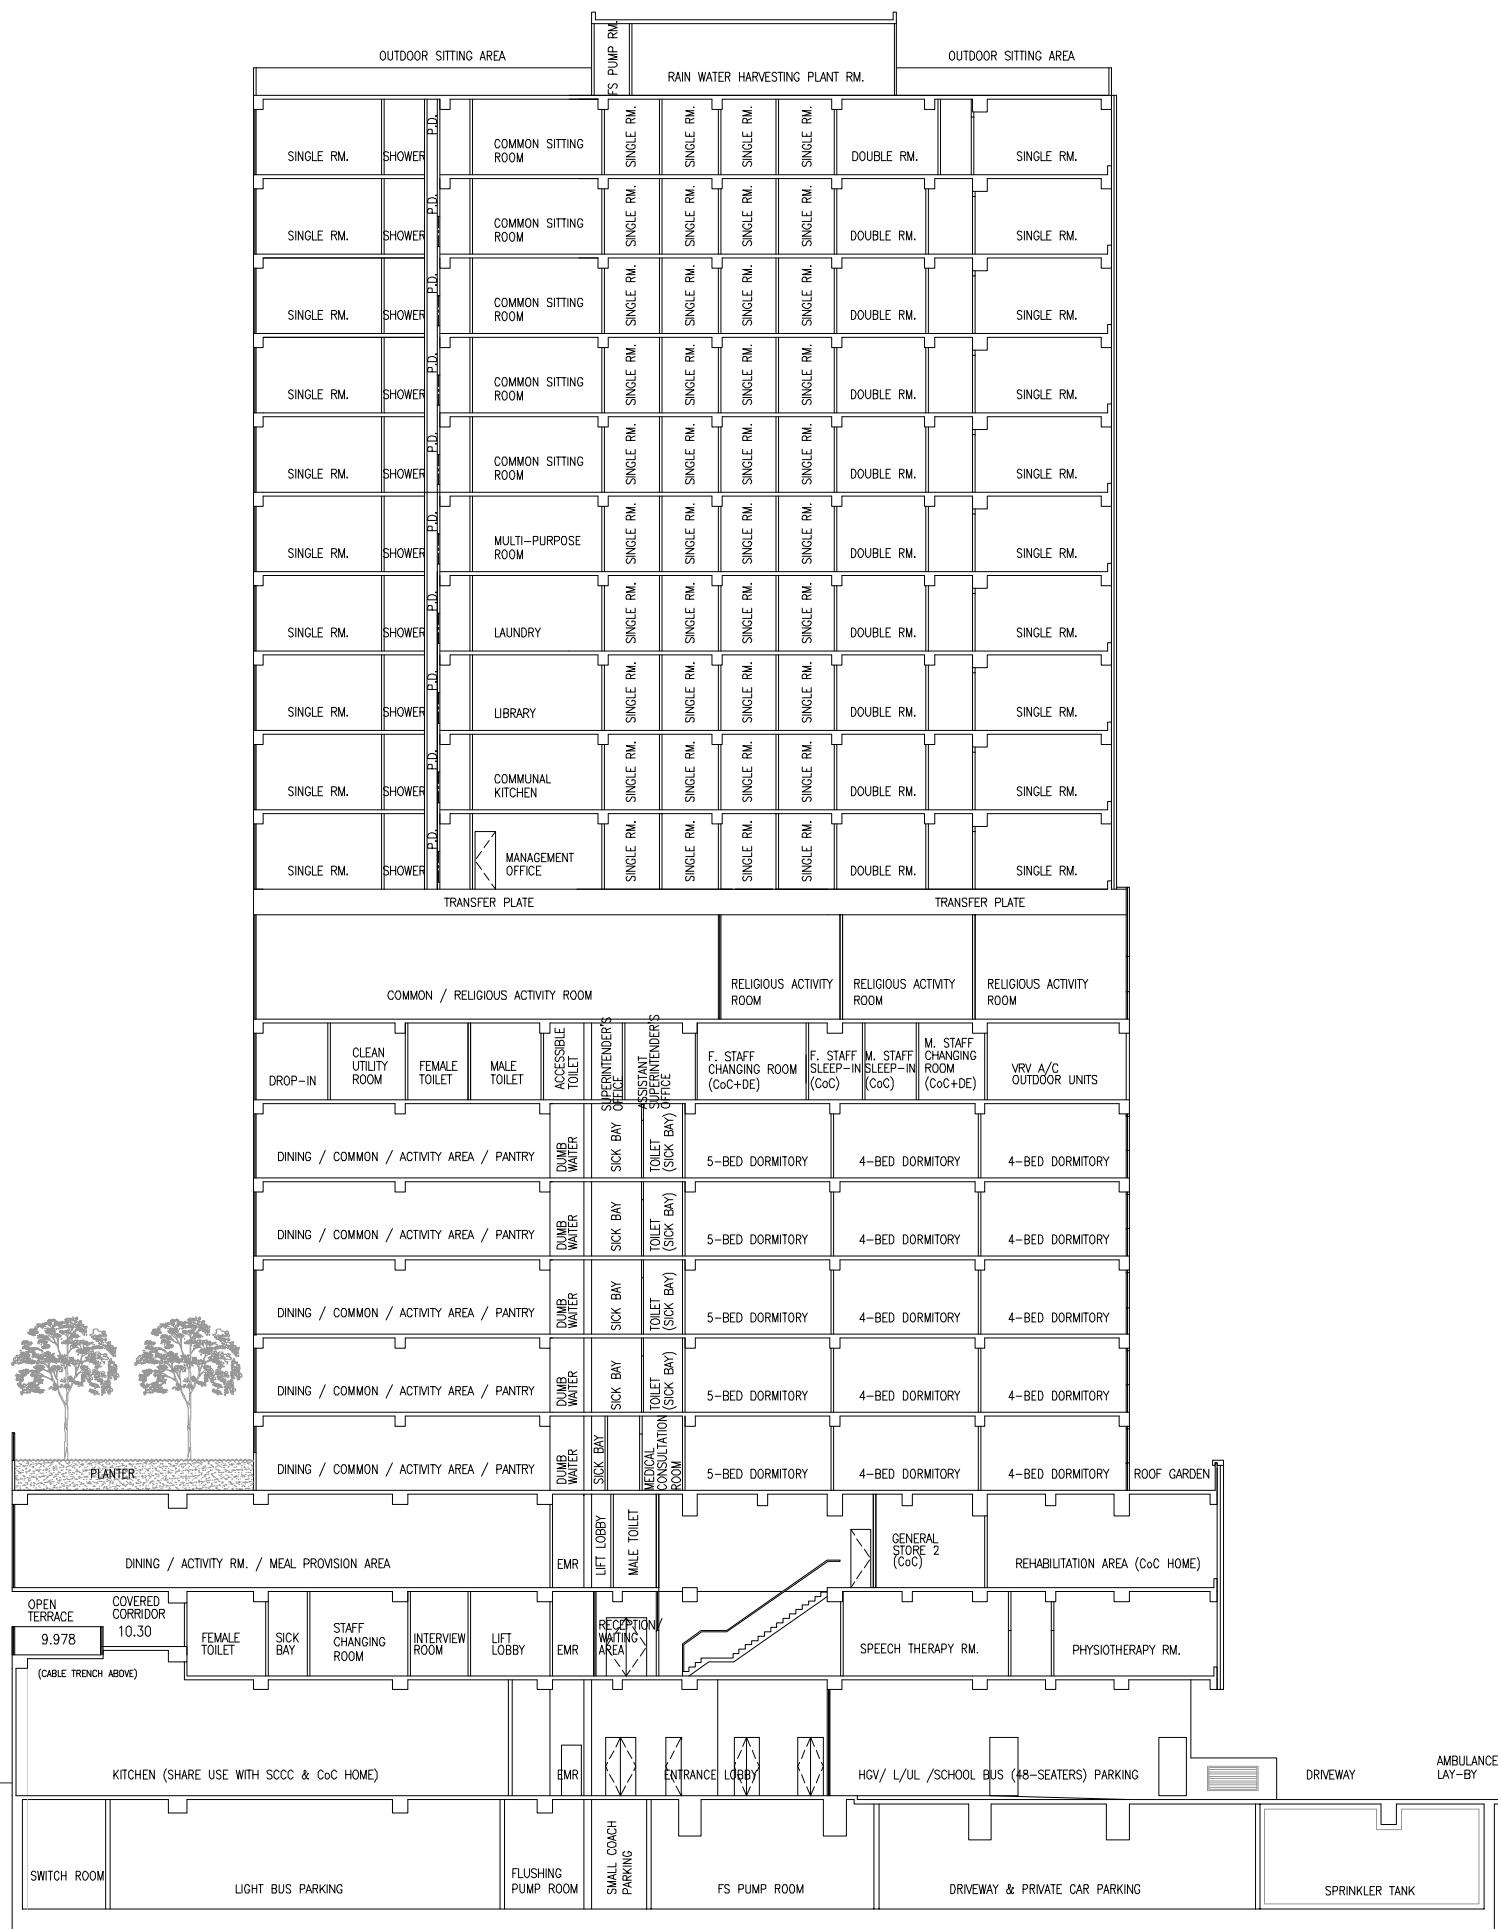 OUTDOOR SITTING AREA
FS PUMP RM.
RAIN WATER HARVESTING PLANT RM.
OUTDOOR SITTING AREA
SINGLE RM.
SHOWER
P.D.
COMMON SITTING
ROOM
SINGLE RM.
SINGLE RM.
SINGLE RM.
SINGLE RM.
DOUBLE RM.
SINGLE RM.
SINGLE RM.
SHOWER
P.D.
COMMON SITTING
ROOM
SINGLE RM.
SINGLE RM.
SINGLE RM.
SINGLE RM.
DOUBLE RM.
SINGLE RM.
SINGLE RM.
SHOWER
P.D.
COMMON SITTING
ROOM
SINGLE RM.
SINGLE RM.
SINGLE RM.
SINGLE RM.
DOUBLE RM.
SINGLE RM.
SINGLE RM.
SHOWER
P.D.
COMMON SITTING
ROOM
SINGLE RM.
SINGLE RM.
SINGLE RM.
SINGLE RM.
DOUBLE RM.
SINGLE RM.
SINGLE RM.
SHOWER
P.D.
COMMON SITTING
ROOM
SINGLE RM.
SINGLE RM.
SINGLE RM.
SINGLE RM.
DOUBLE RM.
SINGLE RM.
SINGLE RM.
SHOWER
P.D.
MULTI-PURPOSE
ROOM
SINGLE RM.
SINGLE RM.
SINGLE RM.
SINGLE RM.
DOUBLE RM.
SINGLE RM.
SINGLE RM.
SHOWER
P.D.
LAUNDRY
SINGLE RM.
SINGLE RM.
SINGLE RM.
SINGLE RM.
DOUBLE RM.
SINGLE RM.
SINGLE RM.
SHOWER
P.D.
LIBRARY
SINGLE RM.
SINGLE RM.
SINGLE RM.
SINGLE RM.
DOUBLE RM.
SINGLE RM.
SINGLE RM.
SHOWER
P.D.
COMMUNAL
KITCHEN
SINGLE RM.
SINGLE RM.
SINGLE RM.
SINGLE RM.
DOUBLE RM.
SINGLE RM.
SINGLE RM.
SHOWER
P.D.
MANAGEMENT
OFFICE
SINGLE RM.
SINGLE RM.
SINGLE RM.
SINGLE RM.
DOUBLE RM.
SINGLE RM.
TRANSFER PLATE
TRANSFER PLATE
COMMON / RELIGIOUS ACTIVITY ROOM
RELIGIOUS ACTIVITY
ROOM
RELIGIOUS ACTIVITY
ROOM
RELIGIOUS ACTIVITY
ROOM
DROP-IN
CLEAN
UTILITY
ROOM
FEMALE
TOILET
MALE
TOILET
ACCESSIBLE
TOILET
SUPERINTENDER'S
OFFICE
ASSISTANT
SUPERINTENDER'S
OFFICE
F. STAFF
CHANGING ROOM
(CoC+DE)
F. STAFF
SLEEP-IN
(CoC)
M. STAFF
SLEEP-IN
(CoC)
M. STAFF
CHANGING
ROOM
(CoC+DE)
VRV A/C
OUTDOOR UNITS
DINING / COMMON / ACTIVITY AREA / PANTRY
DUMB
WAITER
SICK BAY
TOILET
(SICK BAY)
5-BED DORMITORY
4-BED DORMITORY
4-BED DORMITORY
DINING / COMMON / ACTIVITY AREA / PANTRY
DUMB
WAITER
SICK BAY
TOILET
(SICK BAY)
5-BED DORMITORY
4-BED DORMITORY
4-BED DORMITORY
DINING / COMMON / ACTIVITY AREA / PANTRY
DUMB
WAITER
SICK BAY
TOILET
(SICK BAY)
5-BED DORMITORY
4-BED DORMITORY
4-BED DORMITORY
DINING / COMMON / ACTIVITY AREA / PANTRY
DUMB
WAITER
SICK BAY
TOILET
(SICK BAY)
5-BED DORMITORY
4-BED DORMITORY
4-BED DORMITORY
PLANTER
DINING / COMMON / ACTIVITY AREA / PANTRY
DUMB
WAITER
SICK BAY
MEDICAL
CONSULTATION
ROOM
5-BED DORMITORY
4-BED DORMITORY
4-BED DORMITORY
ROOF GARDEN
DINING / ACTIVITY RM. / MEAL PROVISION AREA
EMR
LIFT LOBBY
MALE TOILET
GENERAL
STORE 2
(CoC)
REHABILITATION AREA (CoC HOME)
OPEN
TERRACE
9.978
COVERED
CORRIDOR
10.30
(CABLE TRENCH ABOVE)
FEMALE
TOILET
SICK
BAY
STAFF
CHANGING
ROOM
INTERVIEW
ROOM
LIFT
LOBBY
EMR
RECEPTION/
WAITING
AREA
SPEECH THERAPY RM.
PHYSIOTHERAPY RM.
KITCHEN (SHARE USE WITH SCCC & CoC HOME)
EMR
ENTRANCE LOBBY
HGV/ L/UL /SCHOOL BUS (48-SEATERS) PARKING
DRIVEWAY
AMBULANCE
LAY-BY
SWITCH ROOM
LIGHT BUS PARKING
FLUSHING
PUMP ROOM
SMALL COACH
PARKING
FS PUMP ROOM
DRIVEWAY & PRIVATE CAR PARKING
SPRINKLER TANK